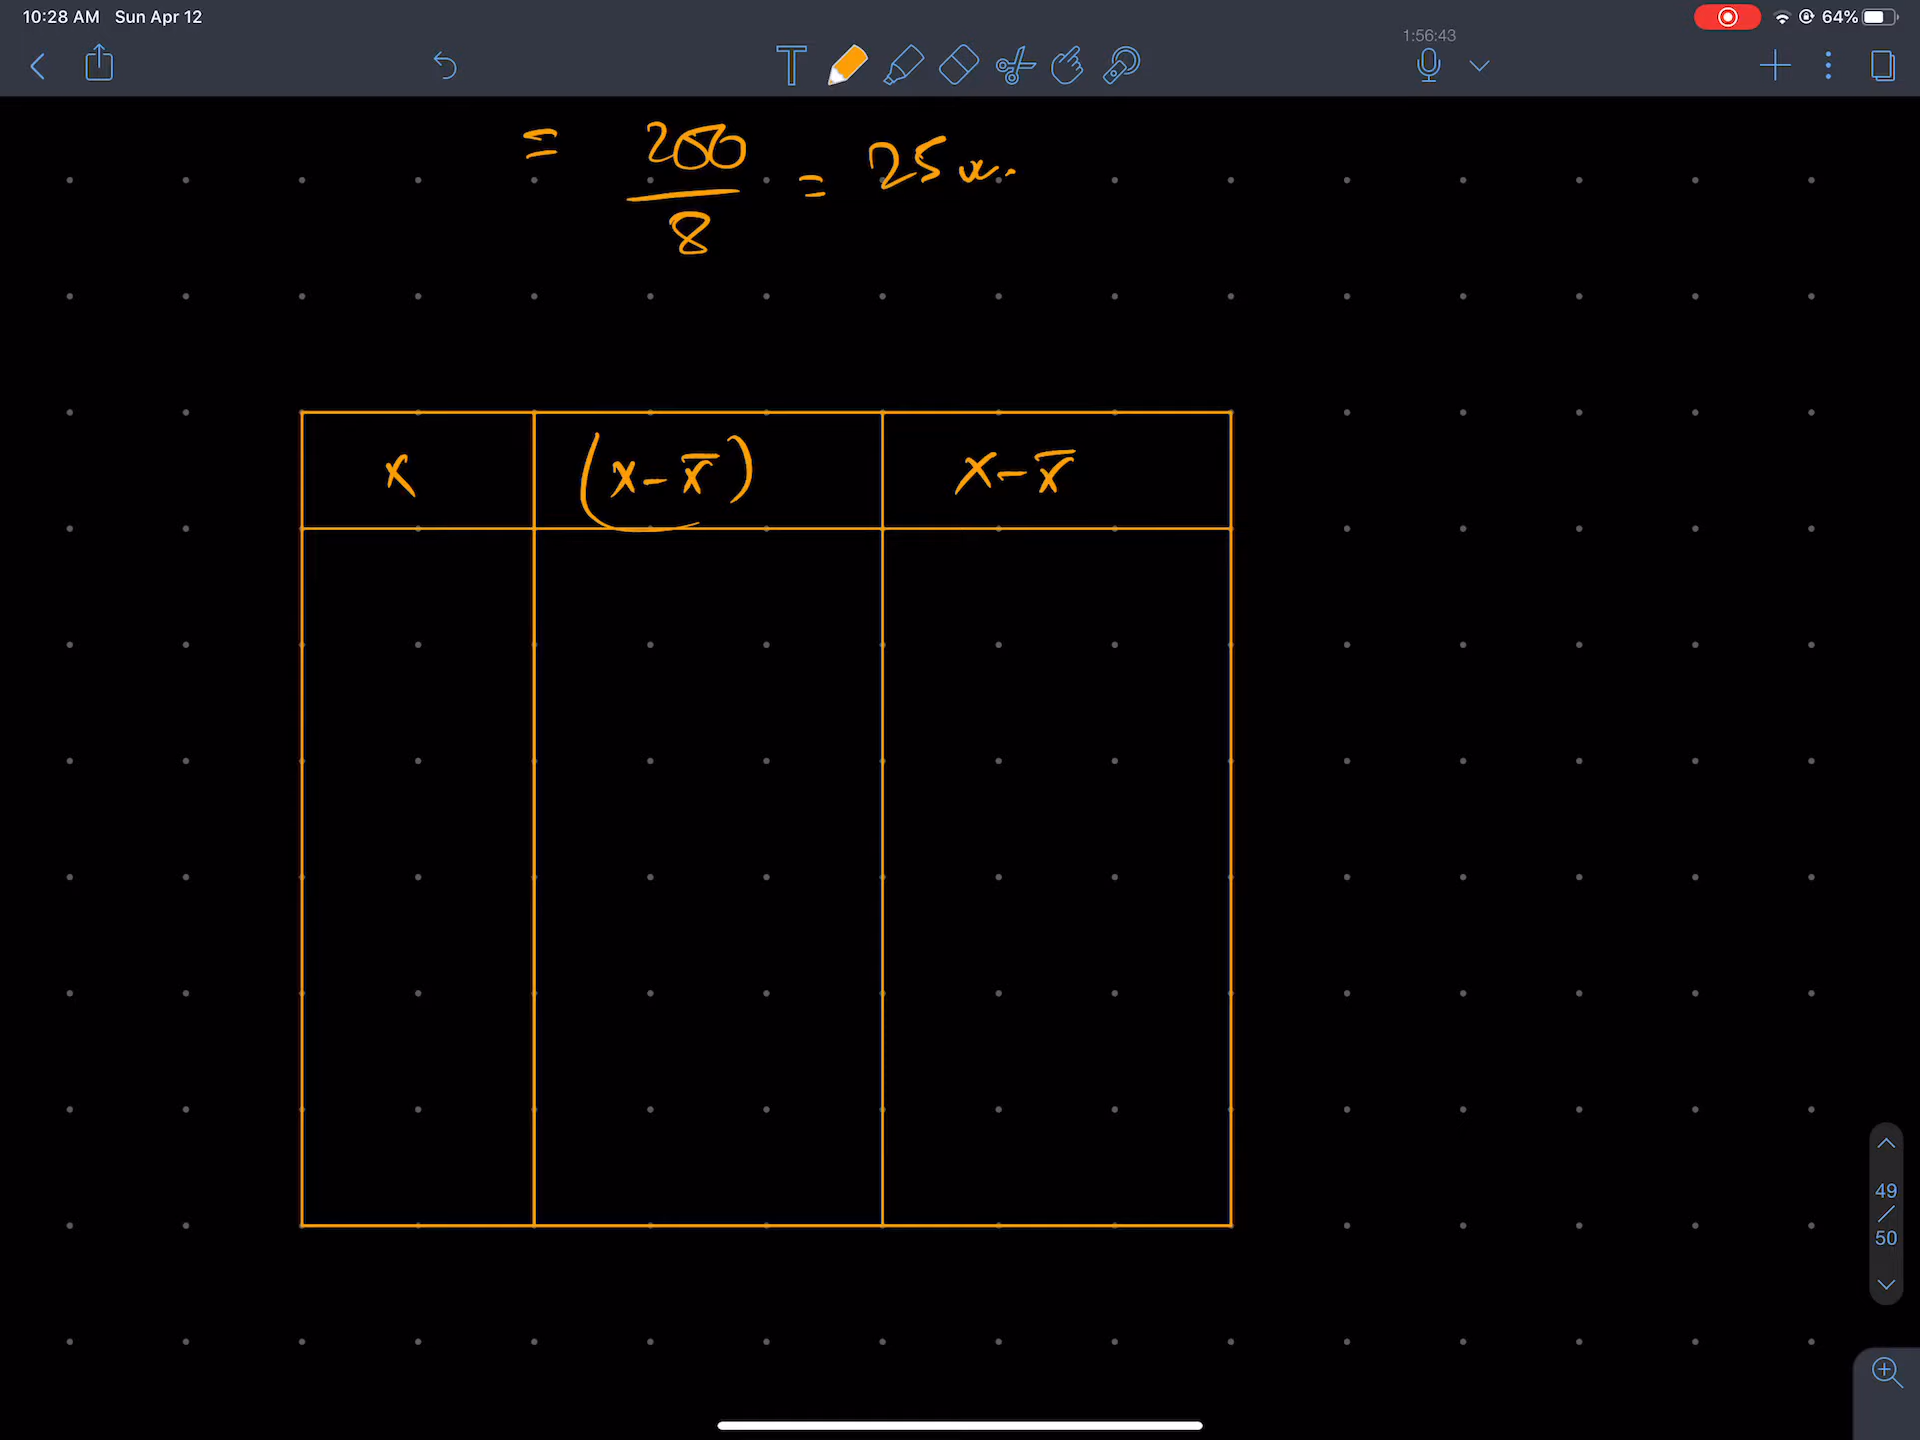 10:28 AM Sun Apr 12 64%
1:56:43
= 200 / 8 = 25
x (x - x̄) x - x̄
49
/
50